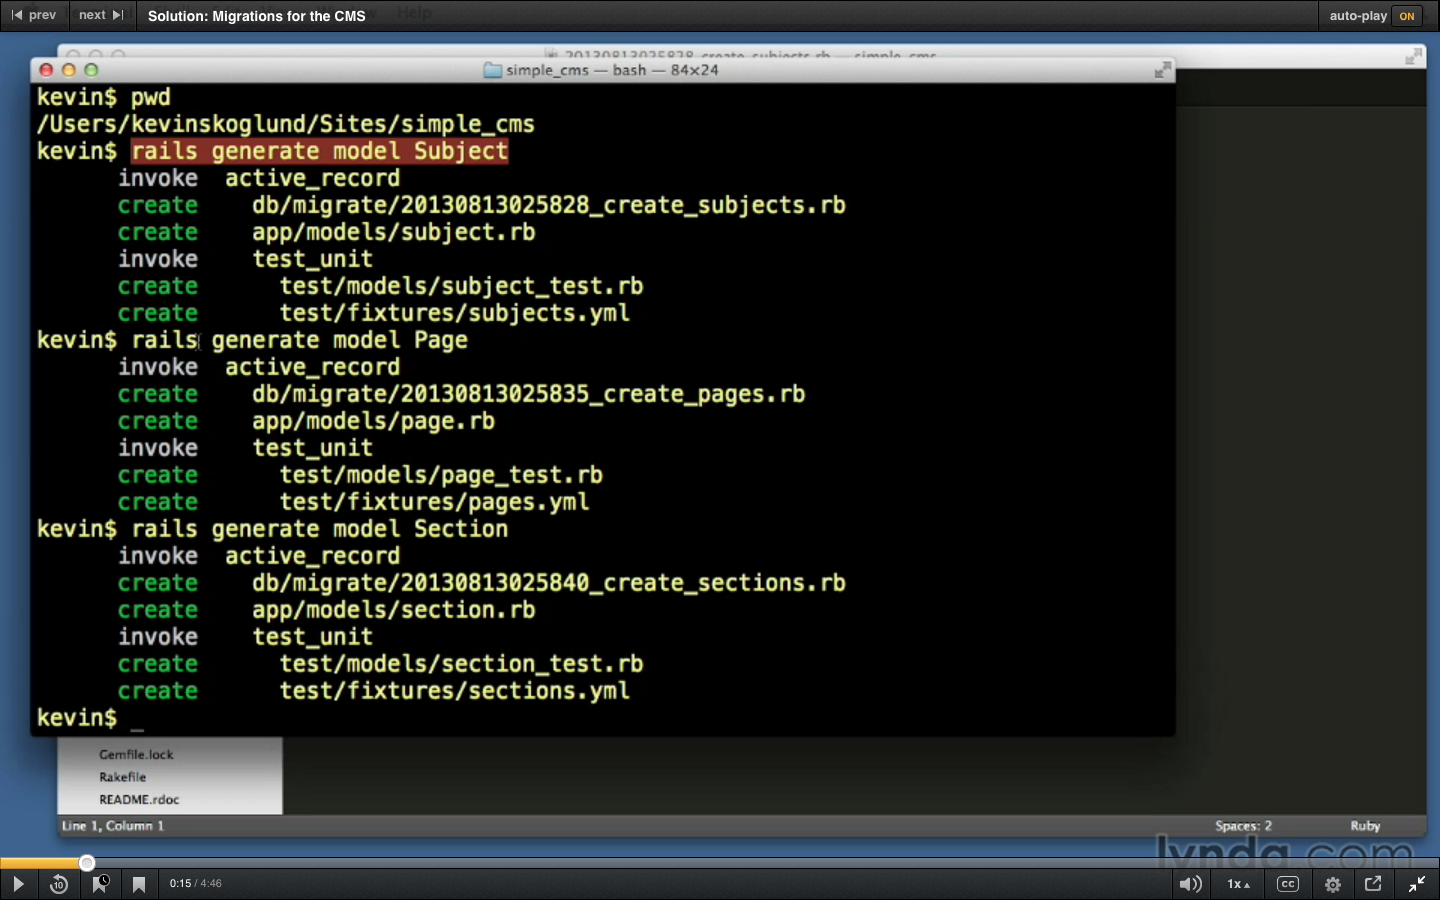 prev next Solution: Migrations for the CMS auto-play ON
20130813025828_create_subjects.rb — simple_cms
simple_cms — bash — 84×24
kevin$ pwd
/Users/kevinskoglund/Sites/simple_cms
kevin$ rails generate model Subject
invoke active_record
create db/migrate/20130813025828_create_subjects.rb
create app/models/subject.rb
invoke test_unit
create test/models/subject_test.rb
create test/fixtures/subjects.yml
kevin$ rails generate model Page
invoke active_record
create db/migrate/20130813025835_create_pages.rb
create app/models/page.rb
invoke test_unit
create test/models/page_test.rb
create test/fixtures/pages.yml
kevin$ rails generate model Section
invoke active_record
create db/migrate/20130813025840_create_sections.rb
create app/models/section.rb
invoke test_unit
create test/models/section_test.rb
create test/fixtures/sections.yml
kevin$ _
Gemfile.lock
Rakefile
README.rdoc
Line 1, Column 1 Spaces: 2 Ruby
lynda.com
10 0:15 / 4:46 1x CC